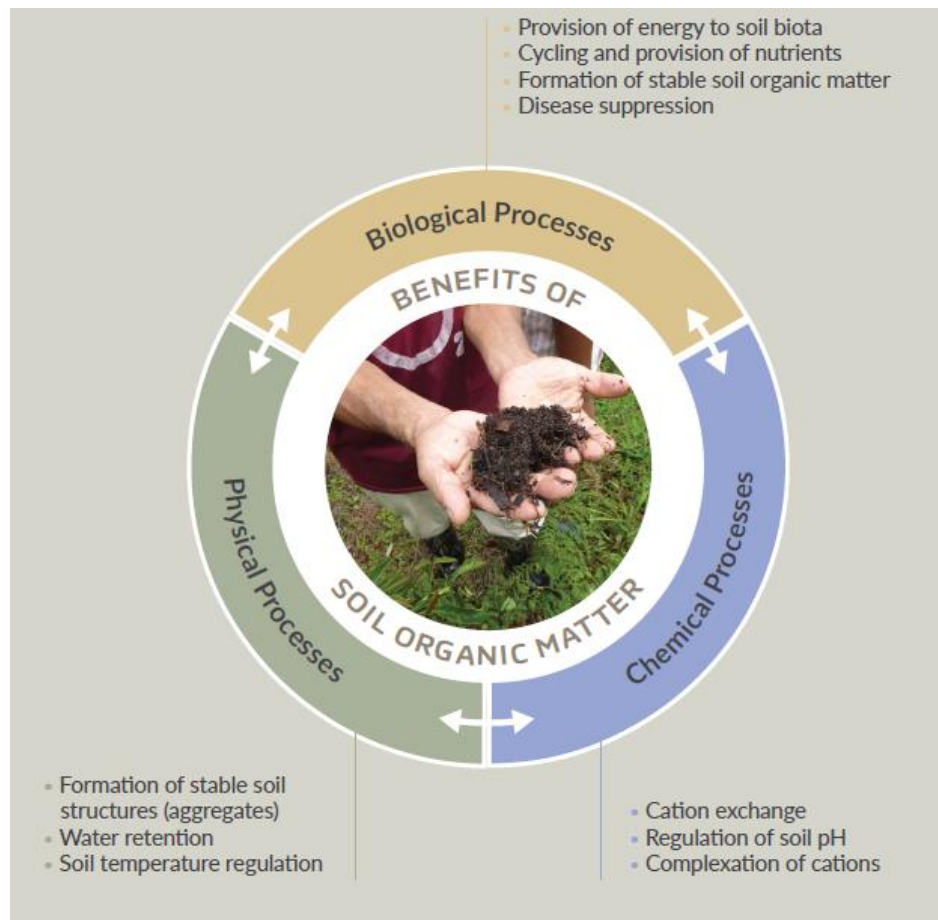 • Provision of energy to soil biota
• Cycling and provision of nutrients
• Formation of stable soil organic matter
• Disease suppression
Biological Processes
BENEFITS OF
SOIL ORGANIC MATTER
Physical Processes
Chemical Processes
• Formation of stable soil
structures (aggregates)
• Water retention
• Soil temperature regulation
• Cation exchange
• Regulation of soil pH
• Complexation of cations